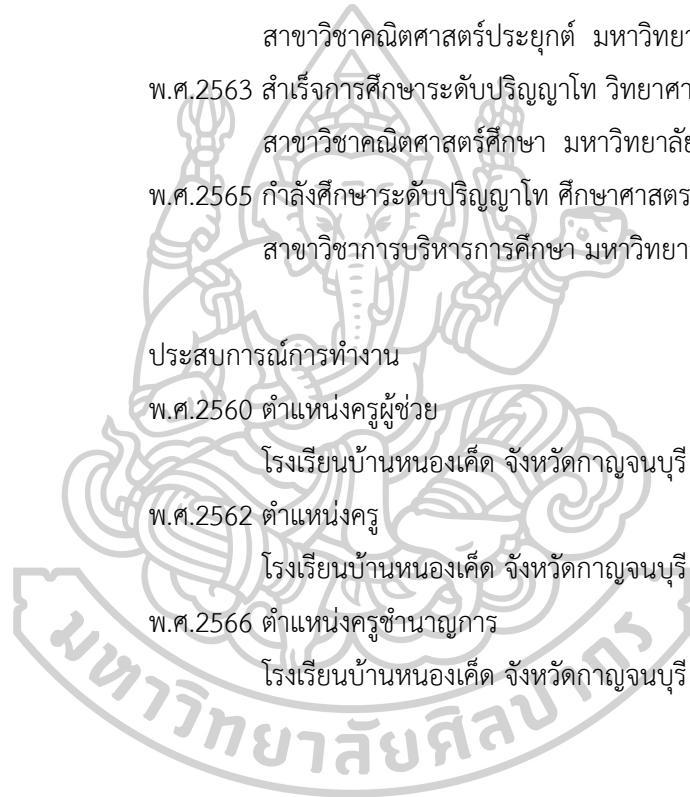 สาขาวิชาคณิตศาสตร์ประยุกต์ มหาวิทยา
พ.ศ.2563 สำเร็จการศึกษาระดับปริญญาโท วิทยาศา
สาขาวิชาคณิตศาสตร์ศึกษา มหาวิทยาลัย
พ.ศ.2565 กำลังศึกษาระดับปริญญาโท ศึกษาศาสตร
สาขาวิชาการบริหารการศึกษา มหาวิทยา
ประสบการณ์การทำงาน
พ.ศ.2560 ตำแหน่งครูผู้ช่วย
โรงเรียนบ้านหนองเค็ด จังหวัดกาญจนบุรี
พ.ศ.2562 ตำแหน่งครู
โรงเรียนบ้านหนองเค็ด จังหวัดกาญจนบุรี
พ.ศ.2566 ตำแหน่งครูชำนาญการ
โรงเรียนบ้านหนองเค็ด จังหวัดกาญจนบุรี
มหาวิทยาลัยศิลปากร